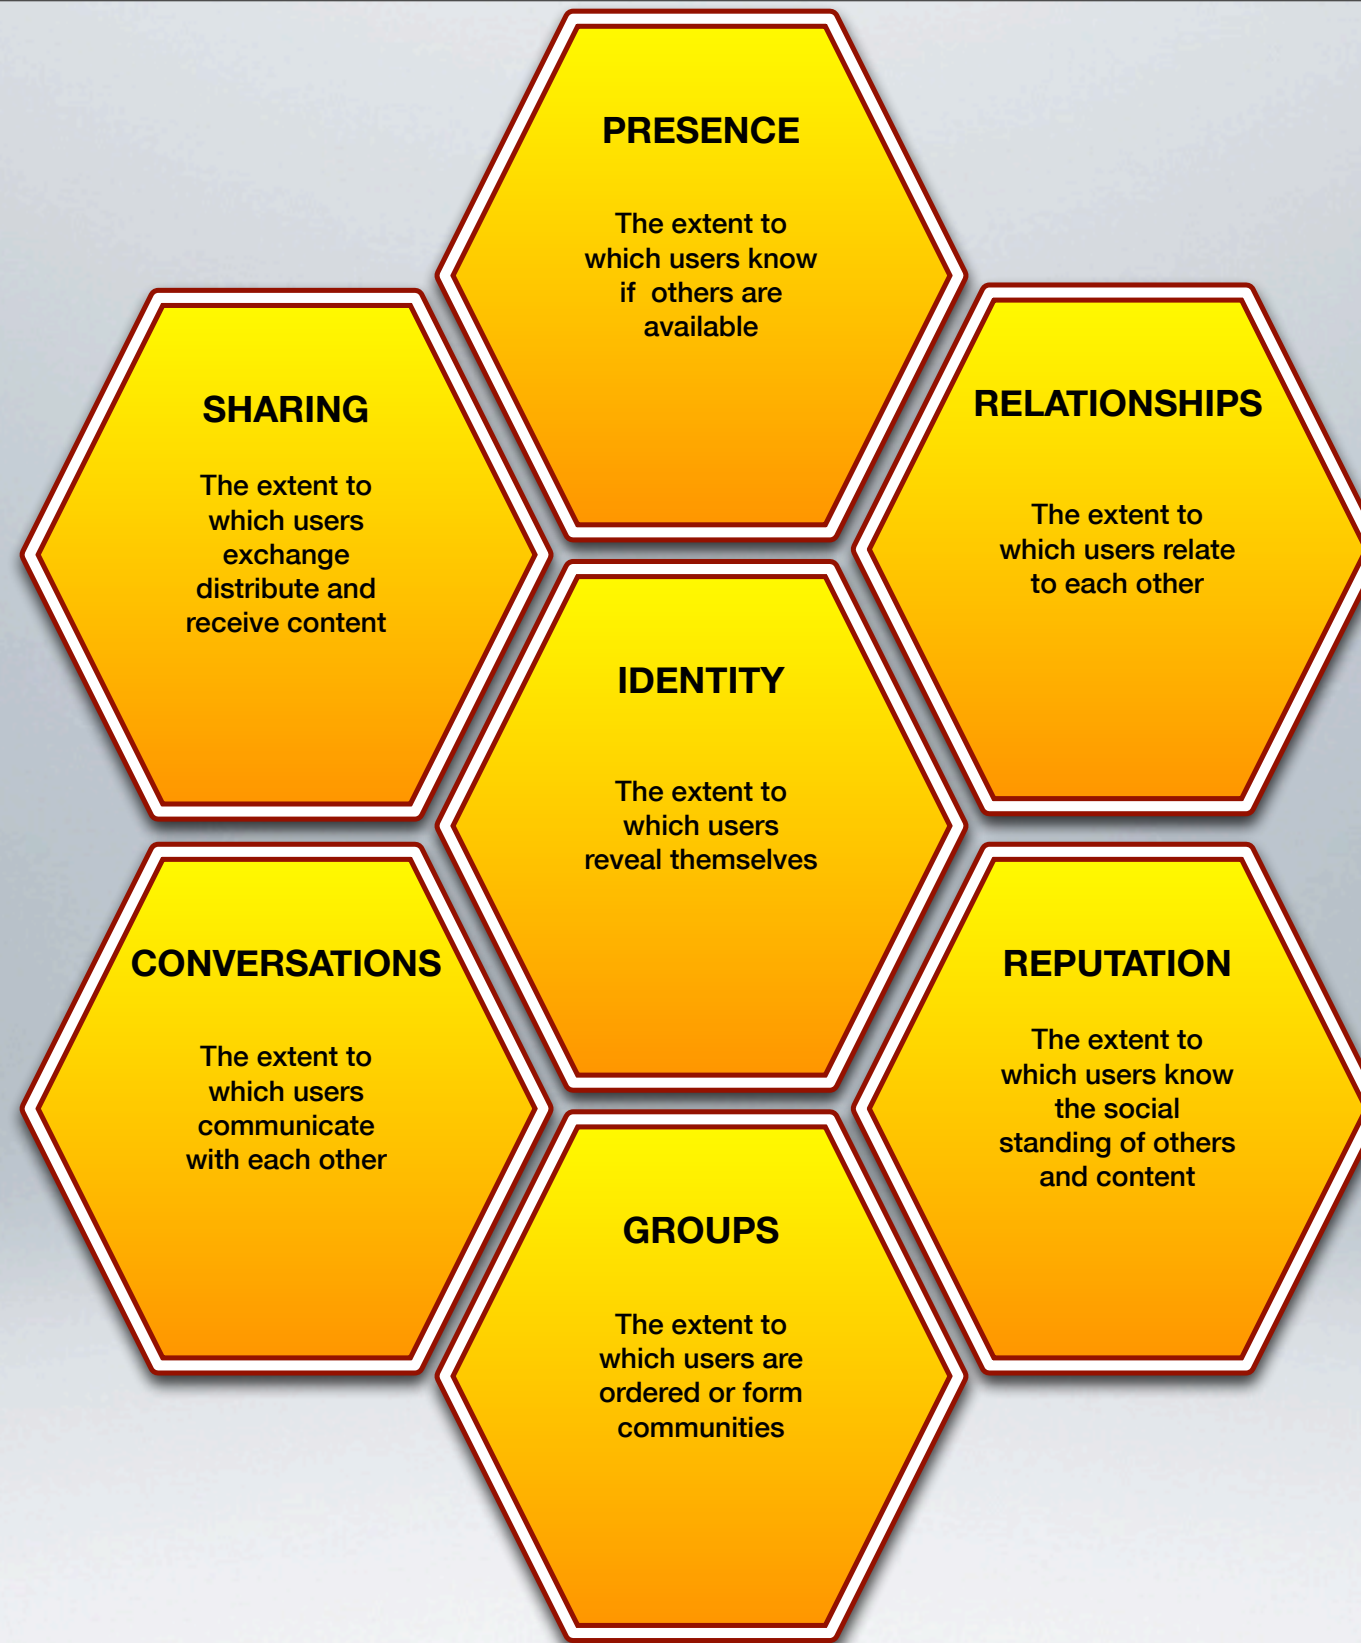 PRESENCE
The extent to
which users know
if  others are
available
SHARING
The extent to
which users
exchange
distribute and
receive content
RELATIONSHIPS
The extent to
which users relate
to each other
IDENTITY
The extent to
which users
reveal themselves
CONVERSATIONS
The extent to
which users
communicate
with each other
REPUTATION
The extent to
which users know
the social
standing of others
and content
GROUPS
The extent to
which users are
ordered or form
communities